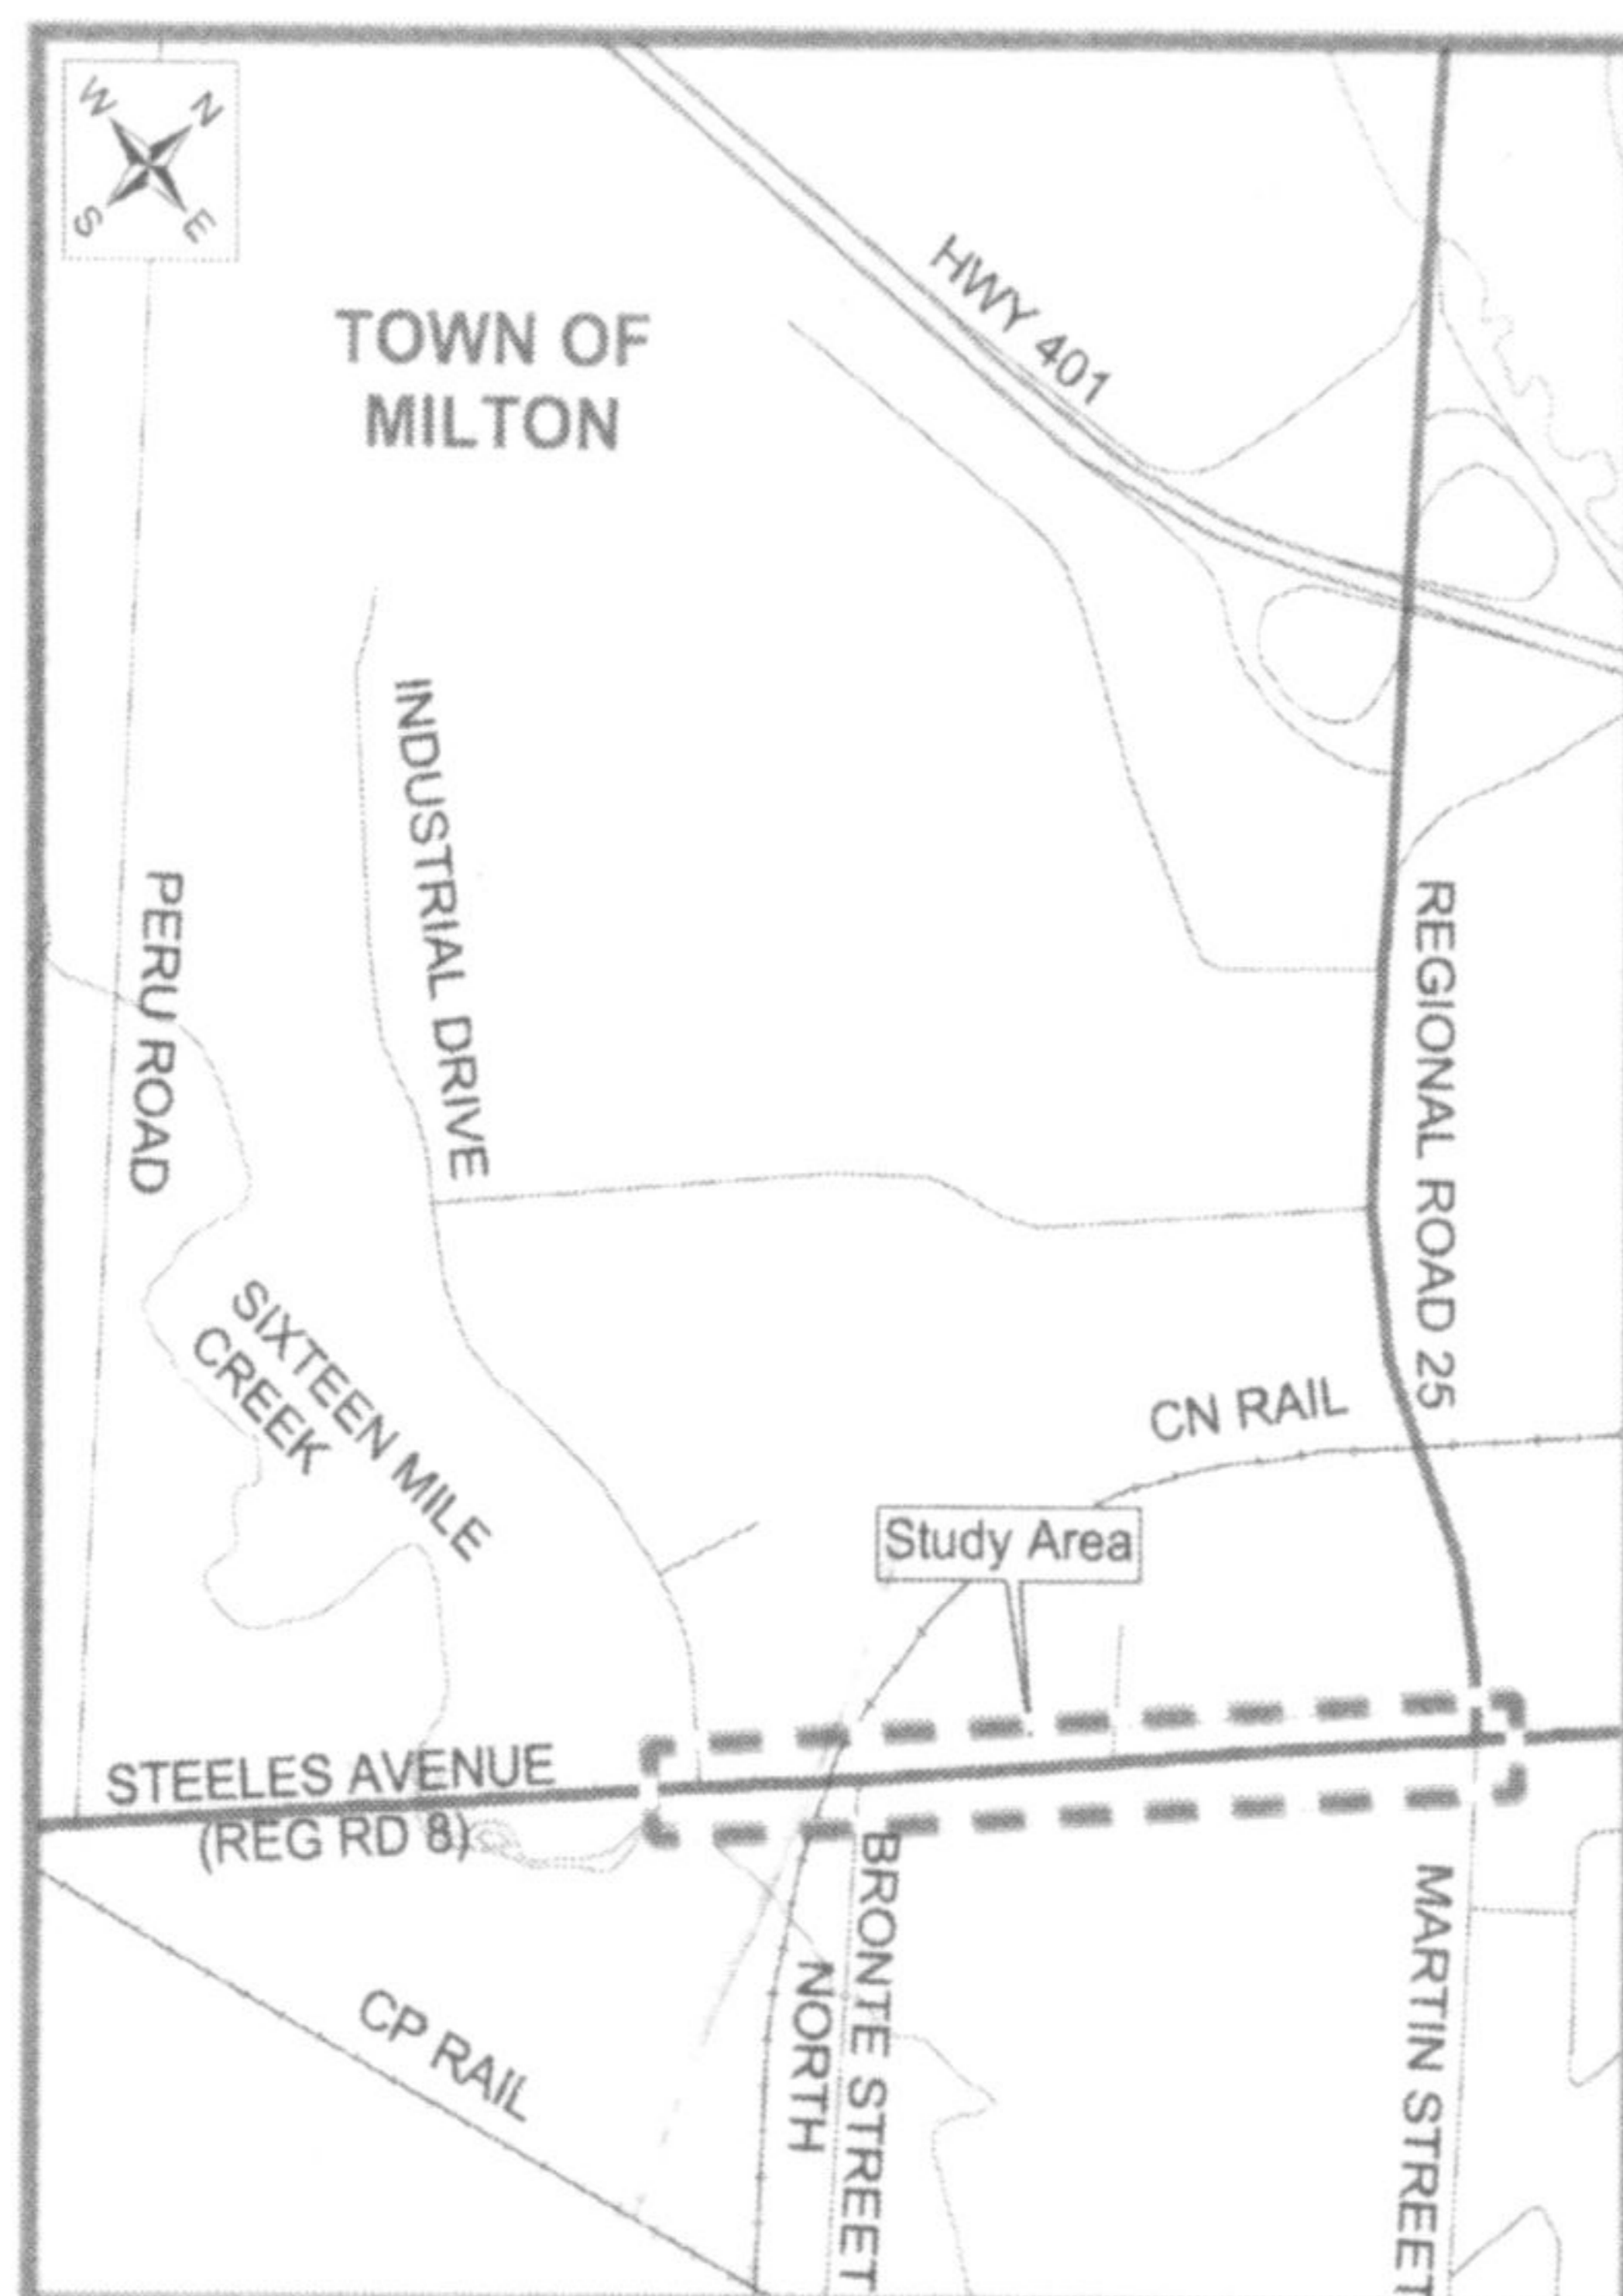 W
N
S
E
TOWN OF
MILTON
HWY 401
INDUSTRIAL DRIVE
PERU ROAD
REGIONAL ROAD 25
SIXTEEN MILE
CREEK
CN RAIL
Study Area
STEELES AVENUE
(REG RD 8)
BRONTE STREET
NORTH
MARTIN STREET
CP RAIL